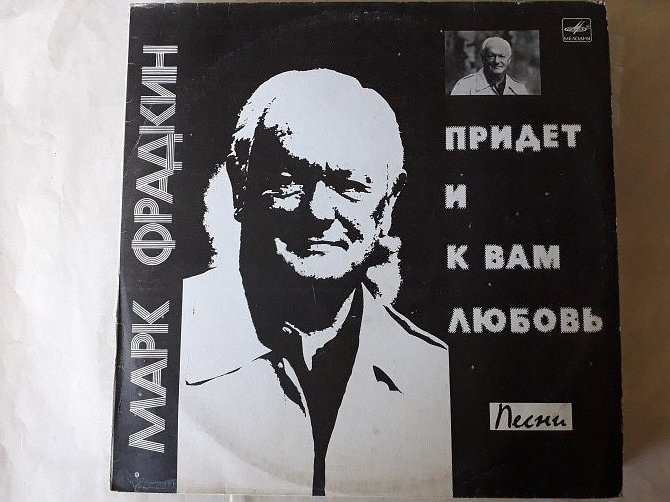 МАРК ФРАДКИН
МЕЛОДИЯ
ПРИДЕТ
И
К ВАМ
ЛЮБОВЬ
Песни